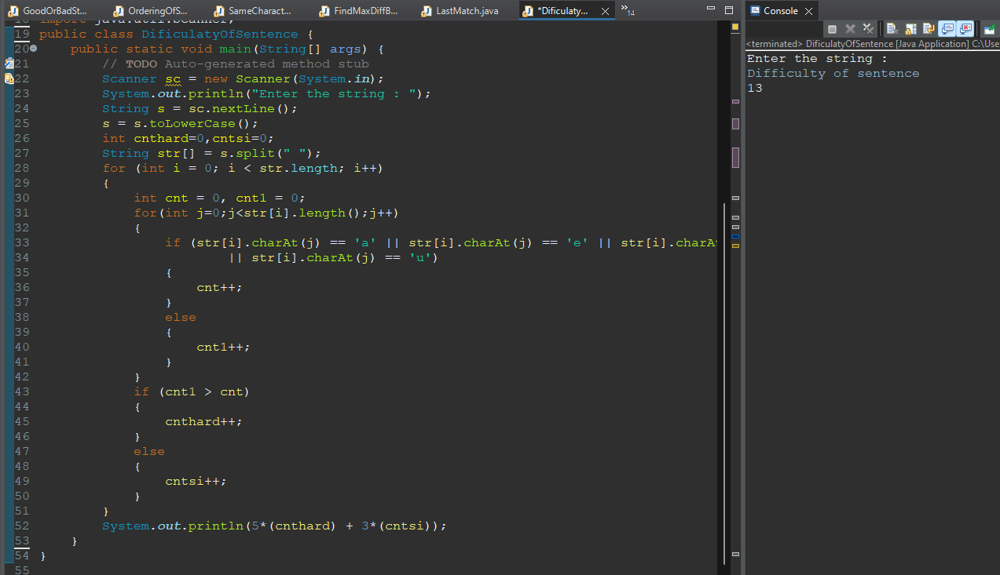 GoodOrBadSt... OrderingOfS... SameCharact... FindMaxDiffB... LastMatch.java *Dificulaty... »14
19 public class DificulatyOfSentence {
20 public static void main(String[] args) {
21 // TODO Auto-generated method stub
22 Scanner sc = new Scanner(System.in);
23 System.out.println("Enter the string : ");
24 String s = sc.nextLine();
25 s = s.toLowerCase();
26 int cnthard=0,cntsi=0;
27 String str[] = s.split(" ");
28 for (int i = 0; i < str.length; i++)
29 {
30 int cnt = 0, cnt1 = 0;
31 for(int j=0;j<str[i].length();j++)
32 {
33 if (str[i].charAt(j) == 'a' || str[i].charAt(j) == 'e' || str[i].charA
34 || str[i].charAt(j) == 'u')
35 {
36 cnt++;
37 }
38 else
39 {
40 cnt1++;
41 }
42 }
43 if (cnt1 > cnt)
44 {
45 cnthard++;
46 }
47 else
48 {
49 cntsi++;
50 }
51 }
52 System.out.println(5*(cnthard) + 3*(cntsi));
53 }
54 }
55
Console
<terminated> DificulatyOfSentence [Java Application] C:\Use
Enter the string :
Difficulty of sentence
13